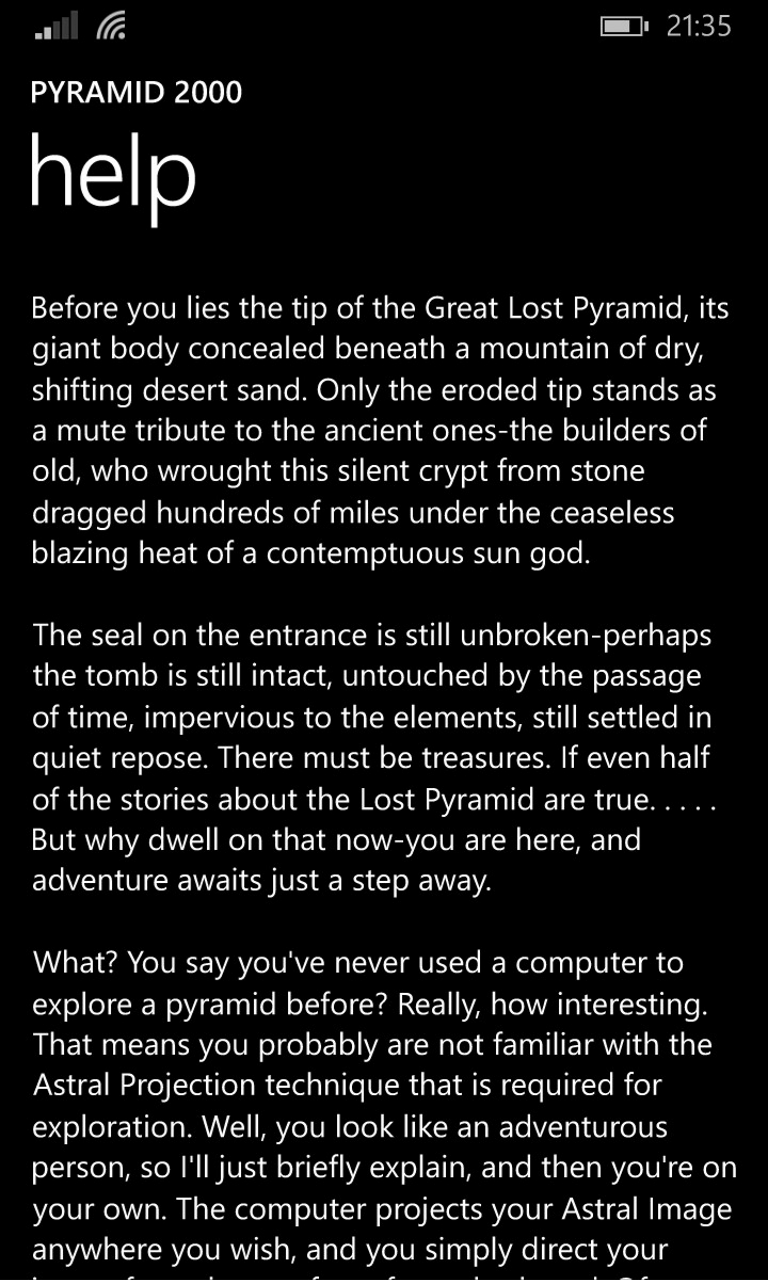 21:35
PYRAMID 2000
help
Before you lies the tip of the Great Lost Pyramid, its
giant body concealed beneath a mountain of dry,
shifting desert sand. Only the eroded tip stands as
a mute tribute to the ancient ones-the builders of
old, who wrought this silent crypt from stone
dragged hundreds of miles under the ceaseless
blazing heat of a contemptuous sun god.
The seal on the entrance is still unbroken-perhaps
the tomb is still intact, untouched by the passage
of time, impervious to the elements, still settled in
quiet repose. There must be treasures. If even half
of the stories about the Lost Pyramid are true. . . . .
But why dwell on that now-you are here, and
adventure awaits just a step away.
What? You say you've never used a computer to
explore a pyramid before? Really, how interesting.
That means you probably are not familiar with the
Astral Projection technique that is required for
exploration. Well, you look like an adventurous
person, so I'll just briefly explain, and then you're on
your own. The computer projects your Astral Image
anywhere you wish, and you simply direct your